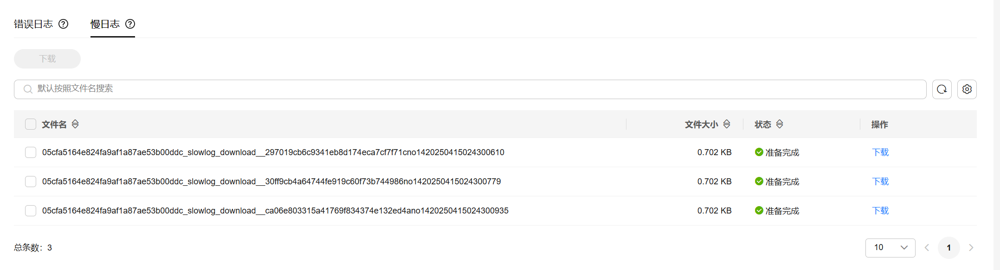 错误日志 慢日志
下载
默认按照文件名搜索
文件名 文件大小 状态 操作
05cfa5164e824fa9af1a87ae53b00ddc_slowlog_download__297019cb6c9341eb8d174eca7cf7f71cno1420250415024300610 0.702 KB 准备完成 下载
05cfa5164e824fa9af1a87ae53b00ddc_slowlog_download__30ff9cb4a64744fe919c60f73b744986no1420250415024300779 0.702 KB 准备完成 下载
05cfa5164e824fa9af1a87ae53b00ddc_slowlog_download__ca06e803315a41769f834374e132ed4ano1420250415024300935 0.702 KB 准备完成 下载
总条数：3 10 1